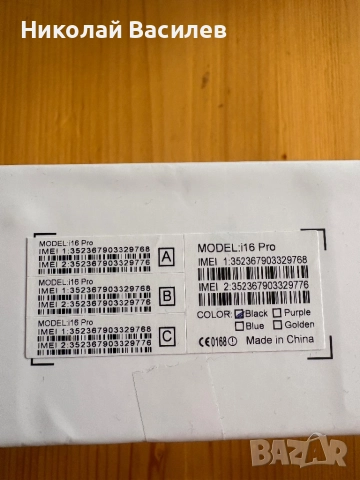 Николай Василев
MODEL:i16 Pro
IMEI 1:352367903329768
IMEI 2:352367903329776
A
MODEL:i16 Pro
IMEI 1:352367903329768
IMEI 2:352367903329776
B
MODEL:i16 Pro
IMEI 1:352367903329768
IMEI 2:352367903329776
C
MODEL:i16 Pro
IMEI 1:352367903329768
IMEI 2:352367903329776
COLOR: Black Purple
Blue Golden
CE0168 Made in China
BAZAR
bg